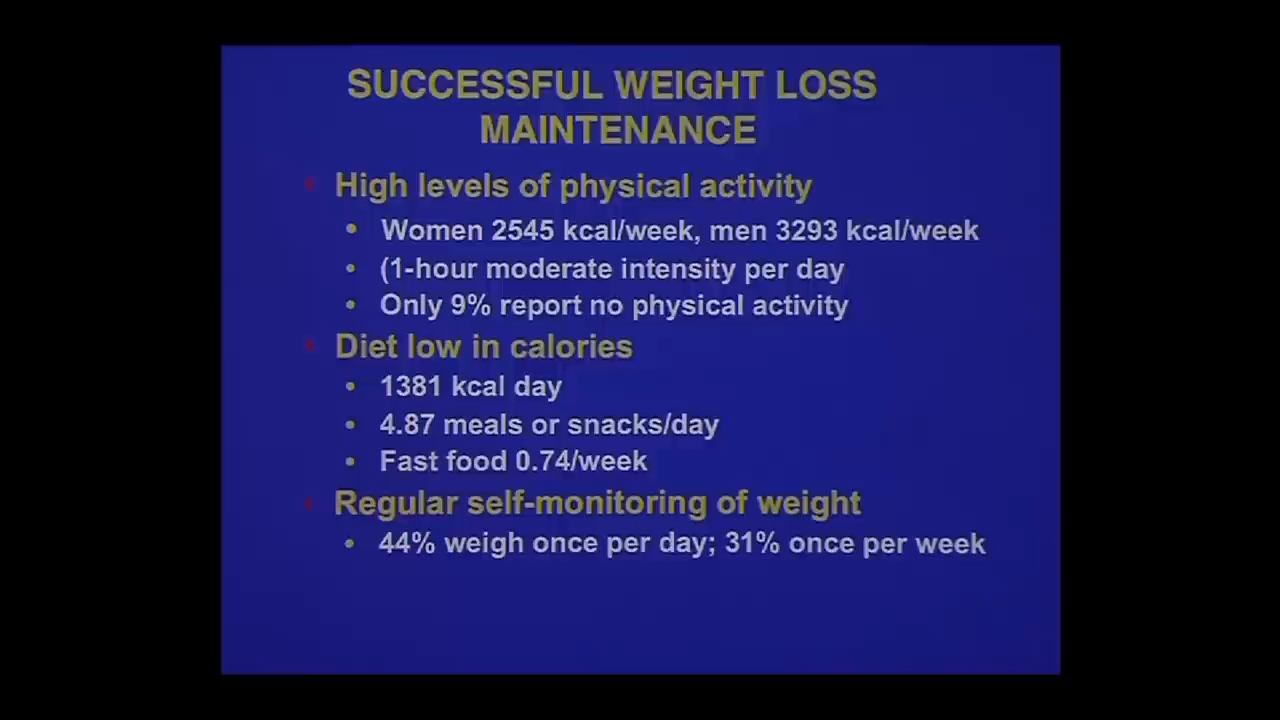 SUCCESSFUL WEIGHT LOSS
MAINTENANCE
High levels of physical activity
Women 2545 kcal/week, men 3293 kcal/week
(1-hour moderate intensity per day
Only 9% report no physical activity
Diet low in calories
1381 kcal day
4.87 meals or snacks/day
Fast food 0.74/week
Regular self-monitoring of weight
44% weigh once per day; 31% once per week